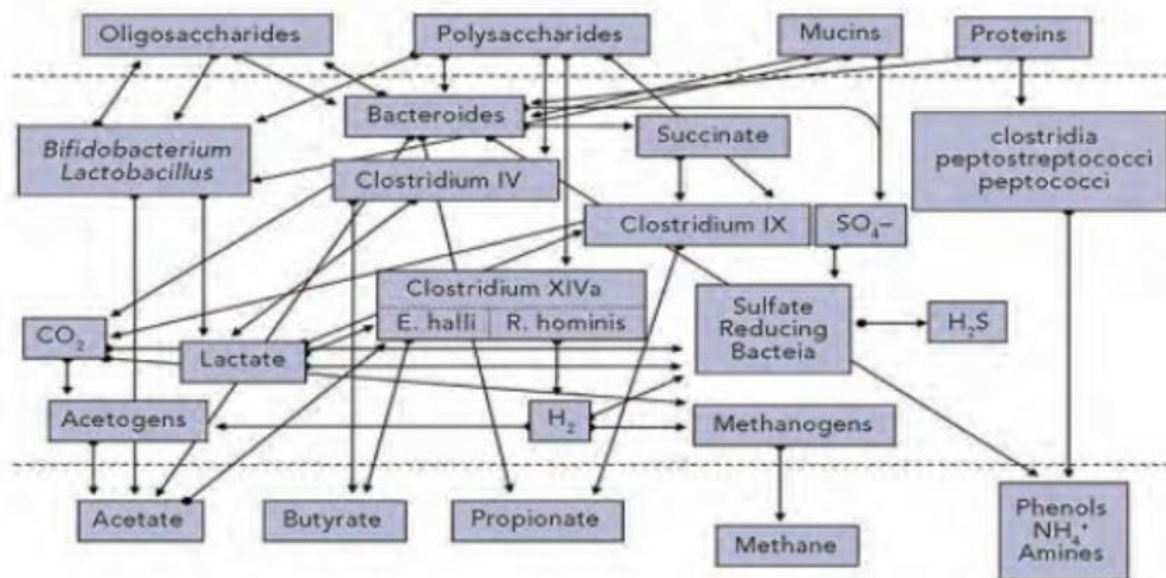 Oligosaccharides
Polysaccharides
Mucins
Proteins
Bacteroides
Succinate
clostridia
peptostreptococci
peptococci
Bifidobacterium
Lactobacillus
Clostridium IV
Clostridium IX
SO₄–
Clostridium XIVa
E. halli
R. hominis
Sulfate
Reducing
Bacteia
H₂S
CO₂
Lactate
Acetogens
H₂
Methanogens
Acetate
Butyrate
Propionate
Methane
Phenols
NH₄⁺
Amines